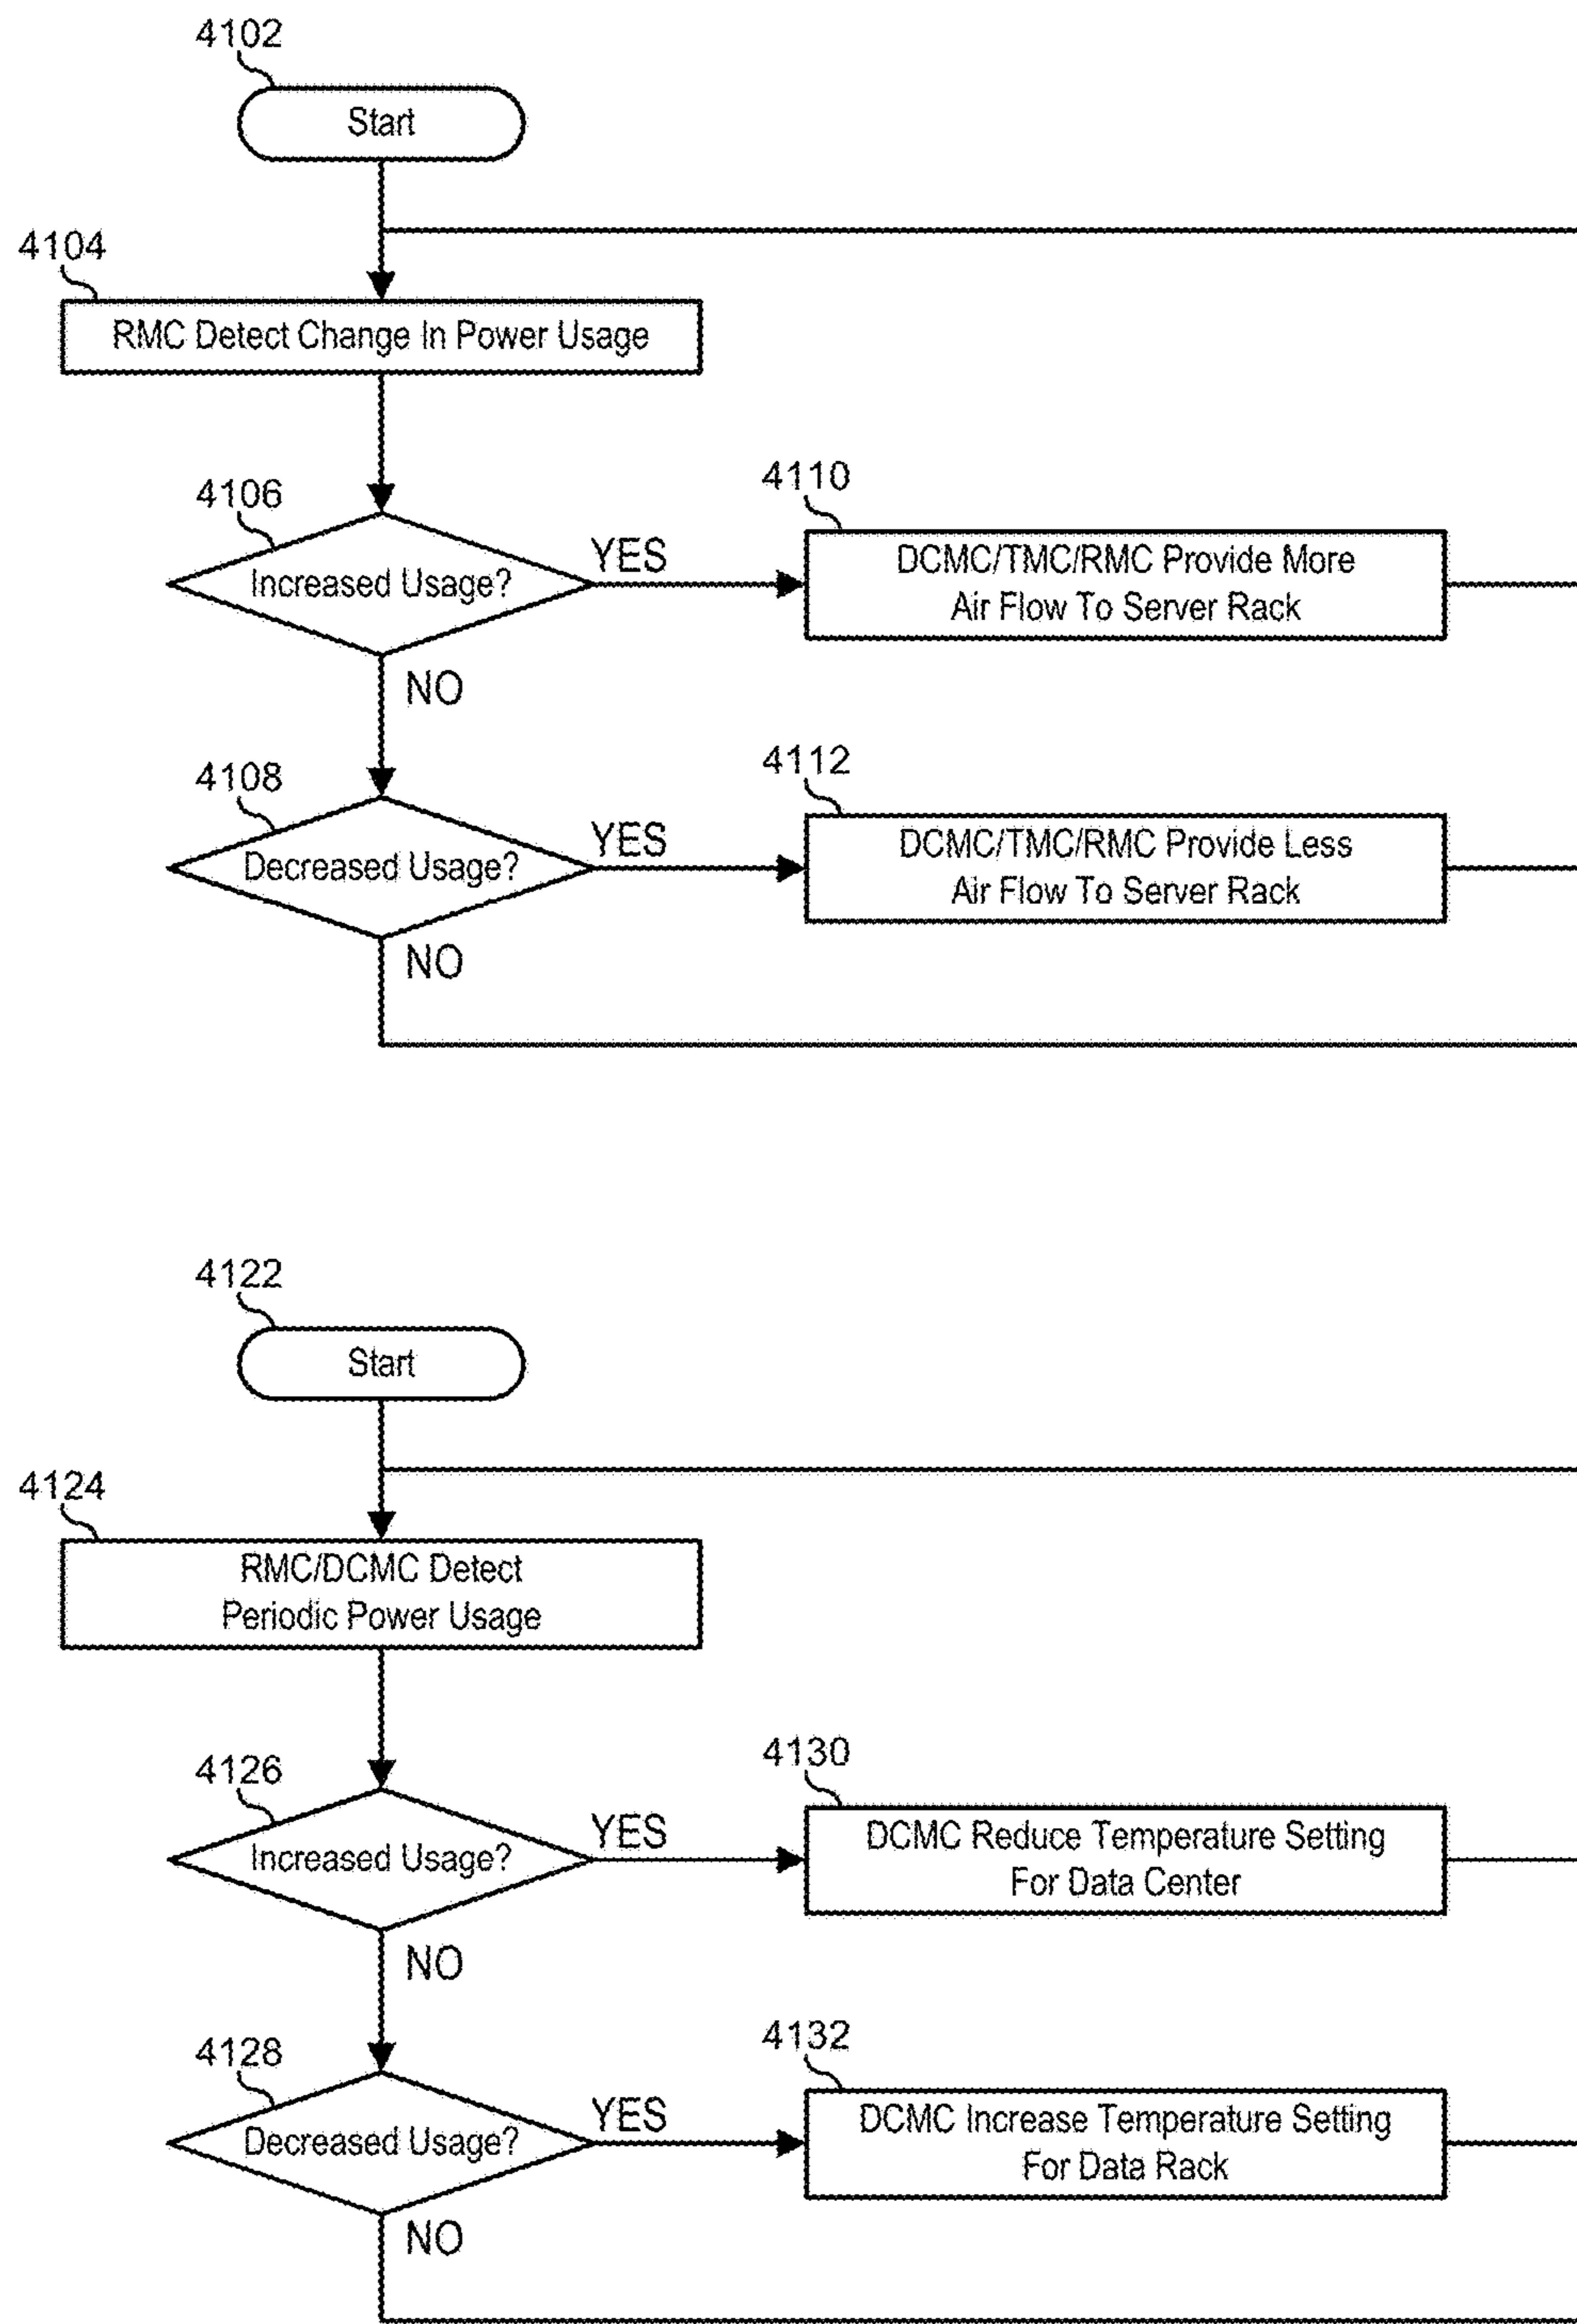 4102
Start
4104
RMC Detect Change In Power Usage
4106
Increased Usage?
YES
NO
4110
DCMC/TMC/RMC Provide More
Air Flow To Server Rack
4108
Decreased Usage?
YES
NO
4112
DCMC/TMC/RMC Provide Less
Air Flow To Server Rack
4122
Start
4124
RMC/DCMC Detect
Periodic Power Usage
4126
Increased Usage?
YES
NO
4130
DCMC Reduce Temperature Setting
For Data Center
4128
Decreased Usage?
YES
NO
4132
DCMC Increase Temperature Setting
For Data Rack